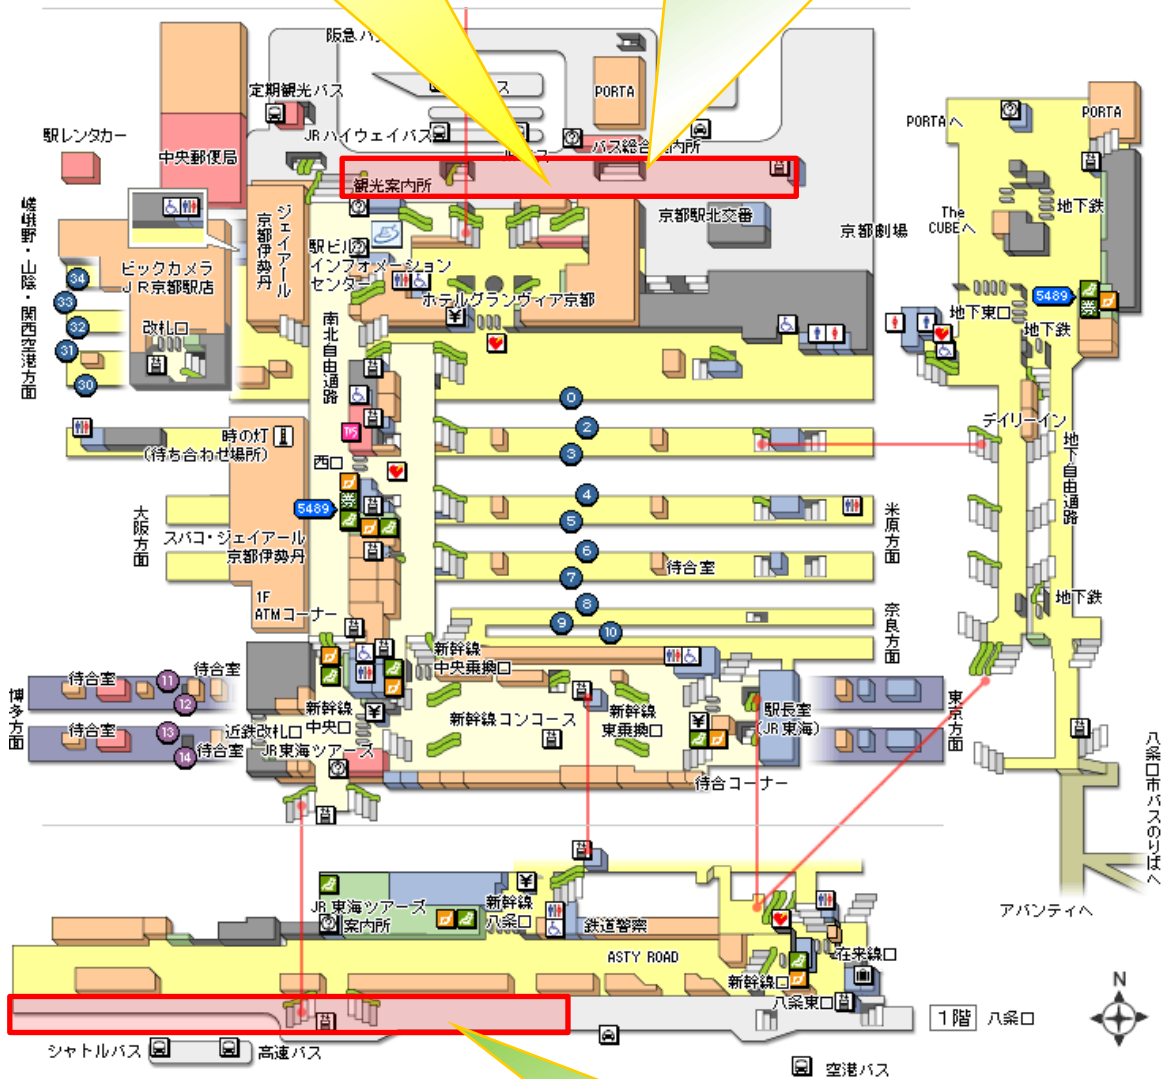 阪急バス
定期観光バス
PORTA
バス
JRハイウェイバス
バス総合案内所
駅レンタカー
中央郵便局
観光案内所
PORTAへ
PORTA
嵯峨野・山陰・関西空港方面
ジェイアール
京都伊勢丹
駅ビル
インフォメーション
センター
京都駅北交番
京都劇場
The
CUBEへ
地下鉄
ビックカメラ
JR京都駅店
ホテルグランヴィア京都
34
33
32
31
30
改札口
南北自由通路
5489
券
地下東口
地下鉄
0
2
3
4
5
6
7
8
9
10
時の灯
(待ち合わせ場所)
西口
TiS
デイリーイン
地下自由通路
5489
券
大阪方面
スバコ・ジェイアール
京都伊勢丹
米原方面
待合室
1F
ATMコーナー
地下鉄
奈良方面
新幹線
中央乗換口
博多方面
待合室
待合室
11
12
13
14
待合室
待合室
新幹線
中央口
近鉄改札口
JR東海ツアーズ
新幹線コンコース
新幹線
東乗換口
駅長室
(JR東海)
東京方面
待合コーナー
八条口市バスのりばへ
アバンティへ
JR東海ツアーズ
案内所
新幹線
八条口
鉄道警察
ASTY ROAD
在来線口
新幹線口
八条東口
N
1階 八条口
シャトルバス
高速バス
空港バス